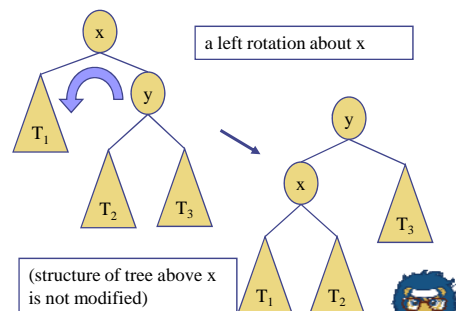 x
a left rotation about x
y
T1
T2
T3
y
x
T3
(structure of tree above x
is not modified)
T1
T2